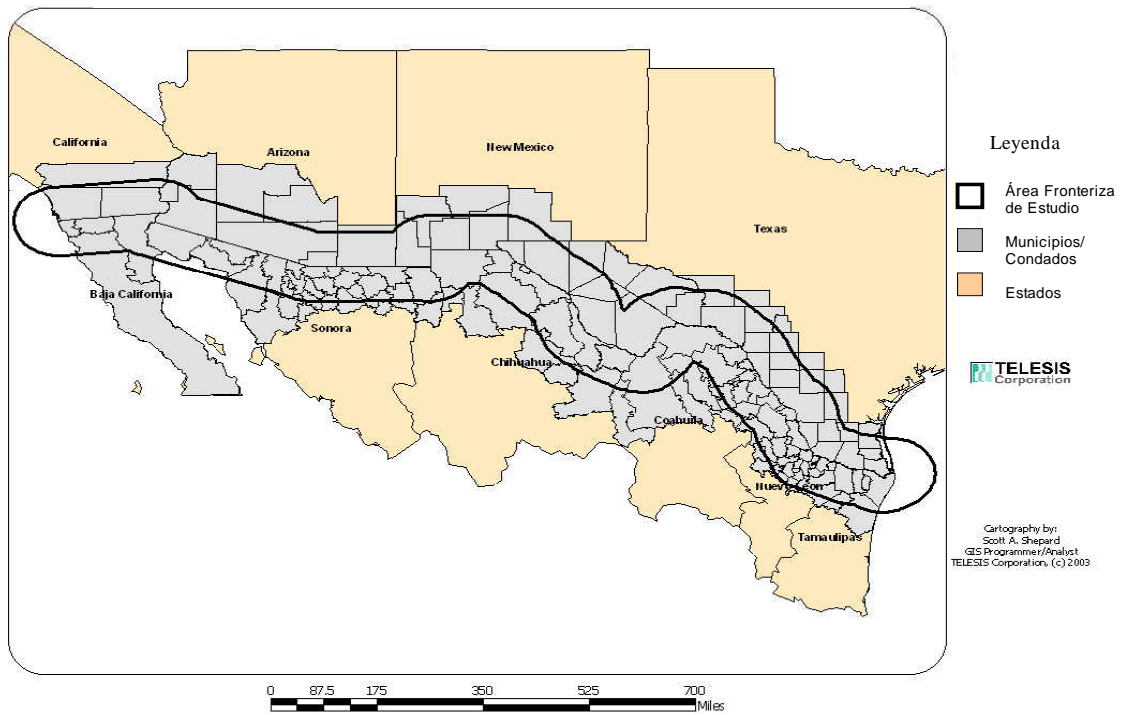 California
Arizona
New Mexico
Texas
Baja California
Sonora
Chihuahua
Coahuila
Nuevo Leon
Tamaulipas
Leyenda
Área Fronteriza
de Estudio
Municipios/
Condados
Estados
TELESIS
Corporation
Cartography by:
Scott A. Shepard
GIS Programmer/Analyst
TELESIS Corporation, (c) 2003
0 87.5 175 350 525 700
Miles